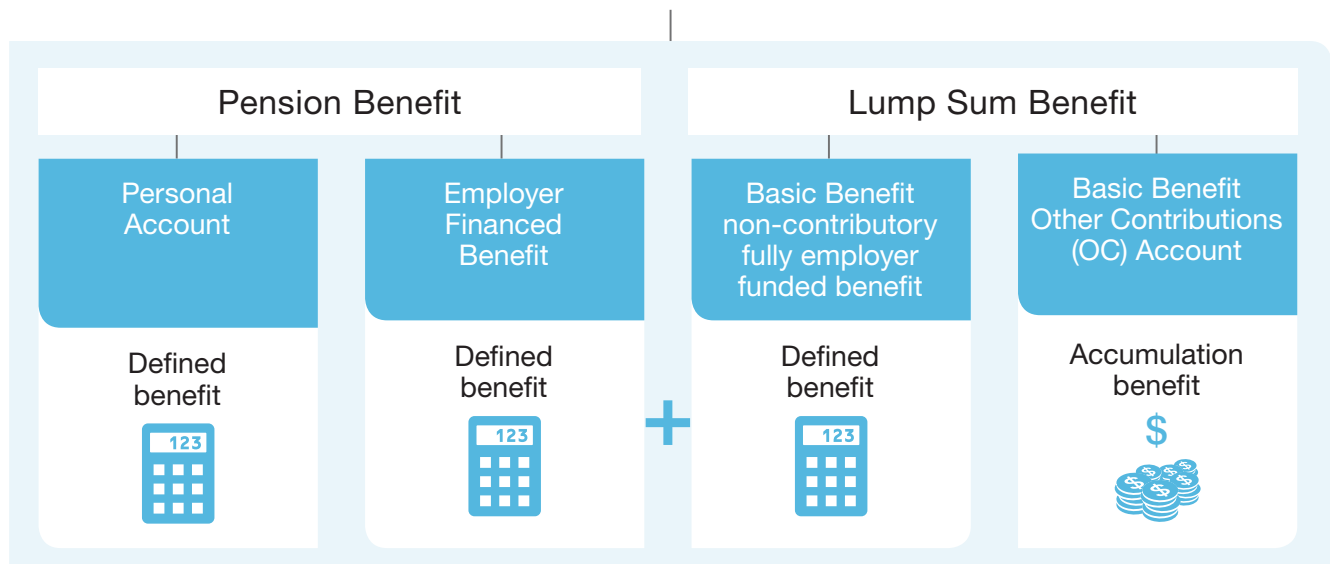 Pension Benefit
Lump Sum Benefit
Personal
Account
Employer
Financed
Benefit
Basic Benefit
non-contributory
fully employer
funded benefit
Basic Benefit
Other Contributions
(OC) Account
Defined
benefit
123
Defined
benefit
123
+
Defined
benefit
123
Accumulation
benefit
$